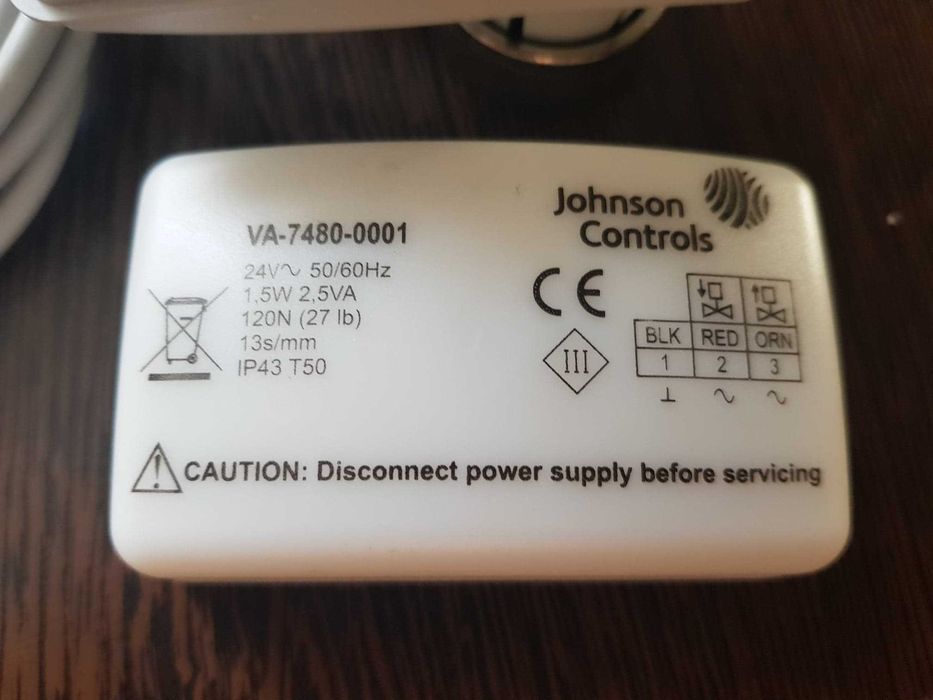 Johnson
Controls
VA-7480-0001
24V~ 50/60Hz
1,5W 2,5VA
120N (27 lb)
13s/mm
IP43 T50
CE
III
BLK RED ORN
1 2 3
⊥ ~ ~
CAUTION: Disconnect power supply before servicing